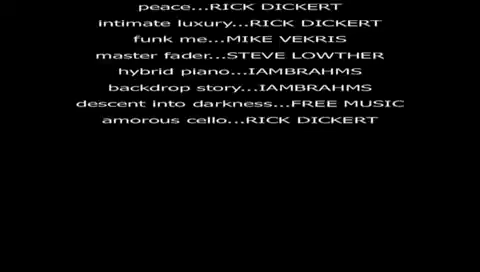 peace...RICK DICKERT
intimate luxury...RICK DICKERT
funk me...MIKE VEKRIS
master fader...STEVE LOWTHER
hybrid piano...IAMBRAHMS
backdrop story...IAMBRAHMS
descent into darkness...FREE MUSIC
amorous cello...RICK DICKERT